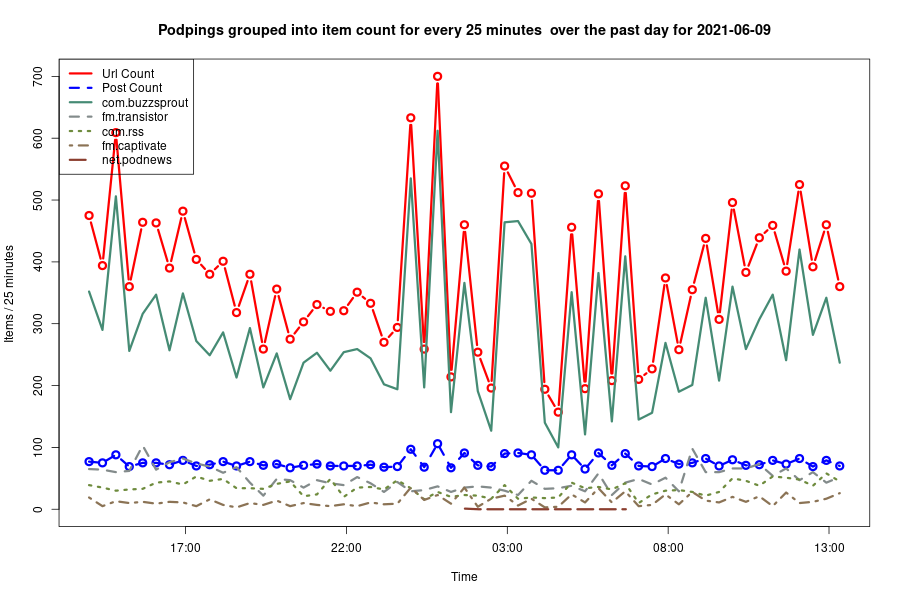 Podpings grouped into item count for every 25 minutes  over the past day for 2021-06-09
Url Count
Post Count
com.buzzsprout
fm.transistor
com.rss
fm.captivate
net.podnews
700
600
500
400
300
200
100
0
Items / 25 minutes
17:00
22:00
03:00
08:00
13:00
Time